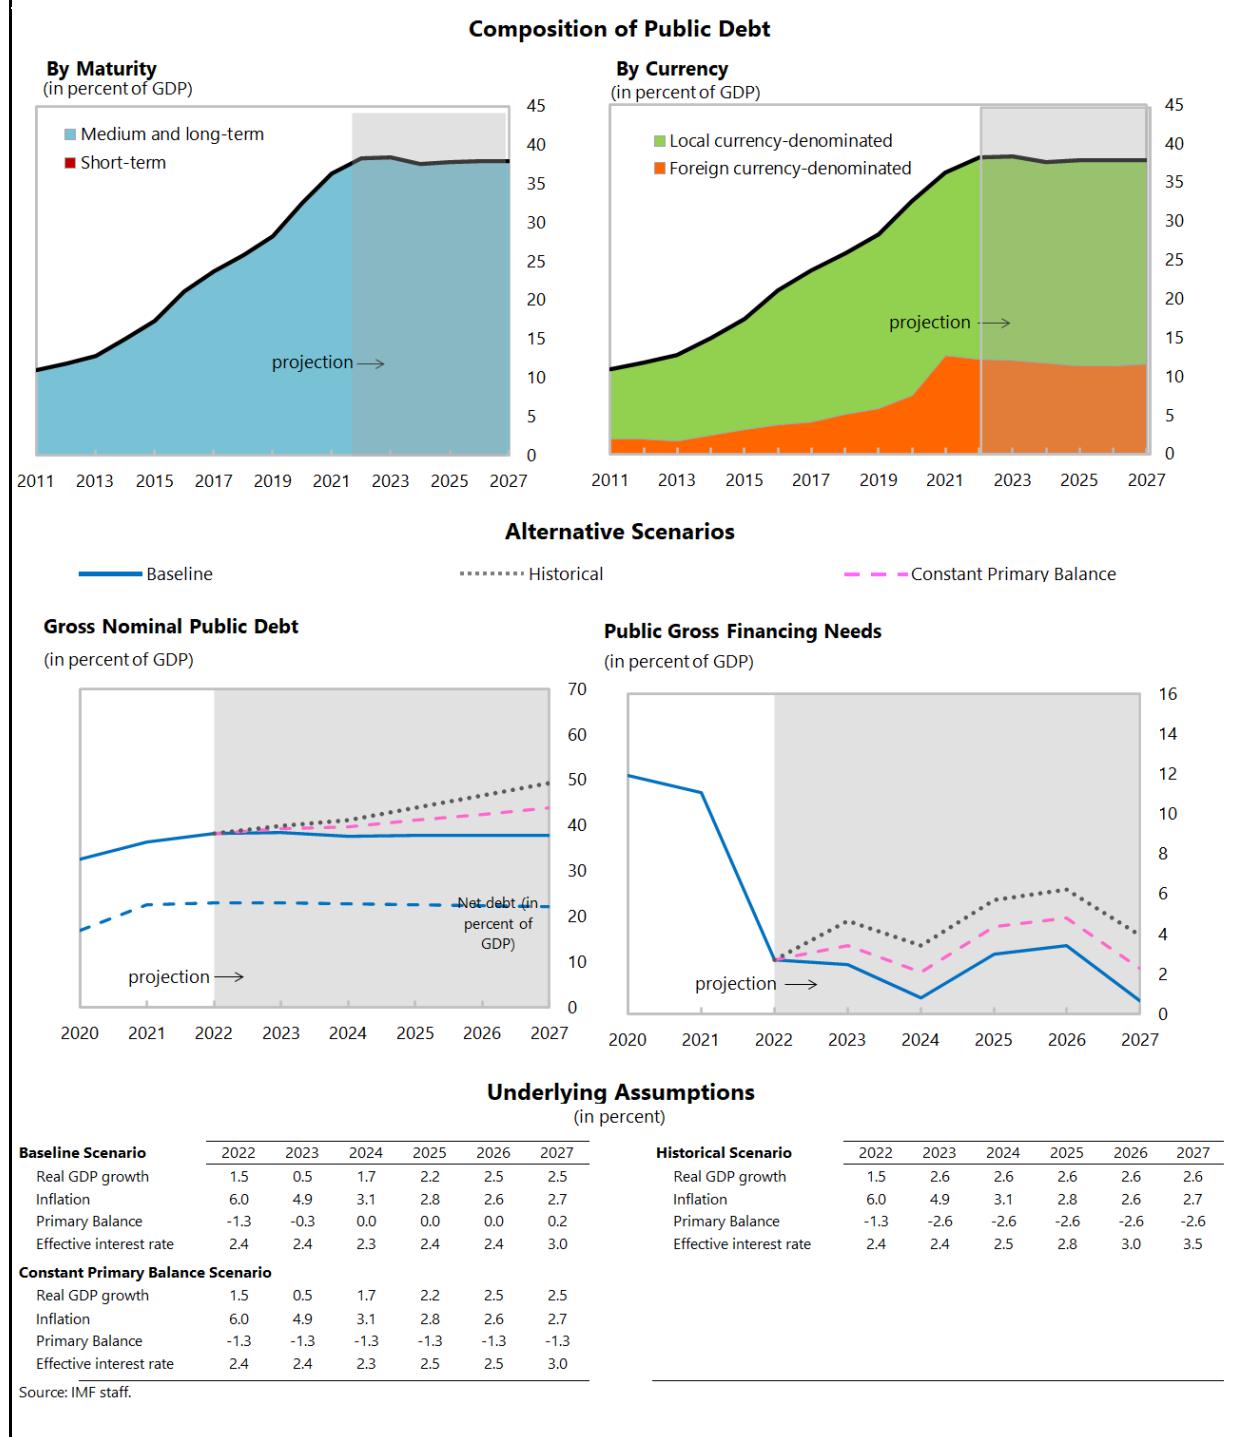 Composition of Public Debt
By Maturity
(in percent of GDP)
Medium and long-term
Short-term
projection
45
40
35
30
25
20
15
10
5
0
2011 2013 2015 2017 2019 2021 2023 2025 2027
By Currency
(in percent of GDP)
Local currency-denominated
Foreign currency-denominated
projection
45
40
35
30
25
20
15
10
5
0
2011 2013 2015 2017 2019 2021 2023 2025 2027
Alternative Scenarios
Baseline Historical Constant Primary Balance
Gross Nominal Public Debt
(in percent of GDP)
70
60
50
40
30
20
10
0
Net debt (in
percent of
GDP)
projection
2020 2021 2022 2023 2024 2025 2026 2027
Public Gross Financing Needs
(in percent of GDP)
16
14
12
10
8
6
4
2
0
projection
2020 2021 2022 2023 2024 2025 2026 2027
Underlying Assumptions
(in percent)
Baseline Scenario 2022 2023 2024 2025 2026 2027
Real GDP growth 1.5 0.5 1.7 2.2 2.5 2.5
Inflation 6.0 4.9 3.1 2.8 2.6 2.7
Primary Balance -1.3 -0.3 0.0 0.0 0.0 0.2
Effective interest rate 2.4 2.4 2.3 2.4 2.4 3.0
Constant Primary Balance Scenario
Real GDP growth 1.5 0.5 1.7 2.2 2.5 2.5
Inflation 6.0 4.9 3.1 2.8 2.6 2.7
Primary Balance -1.3 -1.3 -1.3 -1.3 -1.3 -1.3
Effective interest rate 2.4 2.4 2.3 2.5 2.5 3.0
Historical Scenario 2022 2023 2024 2025 2026 2027
Real GDP growth 1.5 2.6 2.6 2.6 2.6 2.6
Inflation 6.0 4.9 3.1 2.8 2.6 2.7
Primary Balance -1.3 -2.6 -2.6 -2.6 -2.6 -2.6
Effective interest rate 2.4 2.4 2.5 2.8 3.0 3.5
Source: IMF staff.